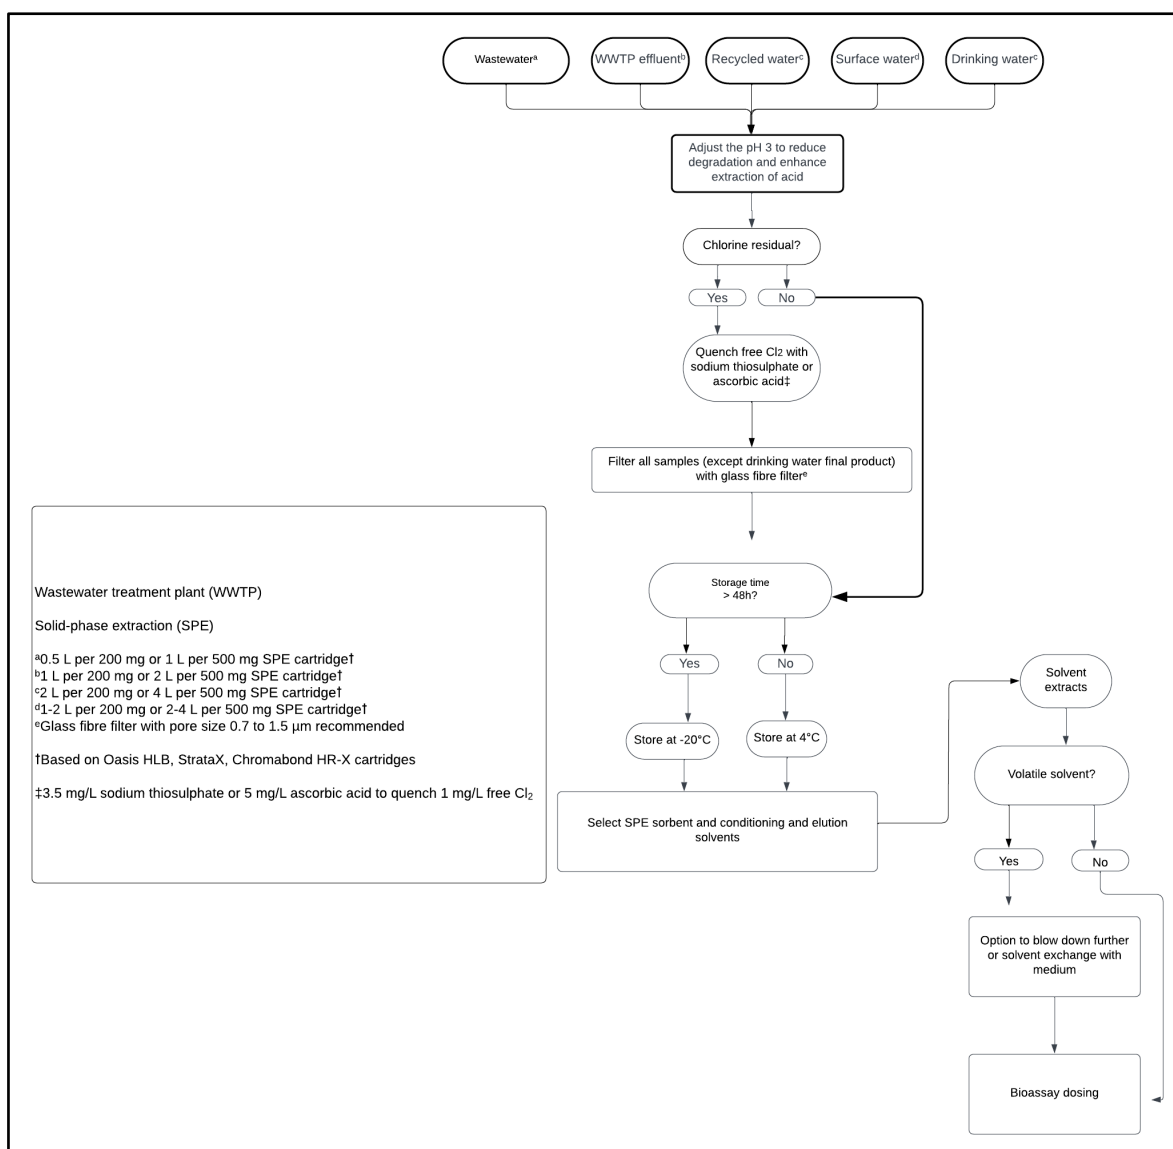 Wastewaterᵃ
WWTP effluentᵇ
Recycled waterᶜ
Surface waterᵈ
Drinking waterᶜ
Adjust the pH 3 to reduce
degradation and enhance
extraction of acid
Chlorine residual?
Yes
No
Quench free Cl2 with
sodium thiosulphate or
ascorbic acid‡
Filter all samples (except drinking water final product)
with glass fibre filterᵉ
Storage time
> 48h?
Yes
No
Store at -20°C
Store at 4°C
Select SPE sorbent and conditioning and elution
solvents
Solvent
extracts
Volatile solvent?
Yes
No
Option to blow down further
or solvent exchange with
medium
Bioassay dosing
Wastewater treatment plant (WWTP)
Solid-phase extraction (SPE)
ᵃ0.5 L per 200 mg or 1 L per 500 mg SPE cartridge†
ᵇ1 L per 200 mg or 2 L per 500 mg SPE cartridge†
ᶜ2 L per 200 mg or 4 L per 500 mg SPE cartridge†
ᵈ1-2 L per 200 mg or 2-4 L per 500 mg SPE cartridge†
ᵉGlass fibre filter with pore size 0.7 to 1.5 µm recommended
†Based on Oasis HLB, StrataX, Chromabond HR-X cartridges
‡3.5 mg/L sodium thiosulphate or 5 mg/L ascorbic acid to quench 1 mg/L free Cl₂